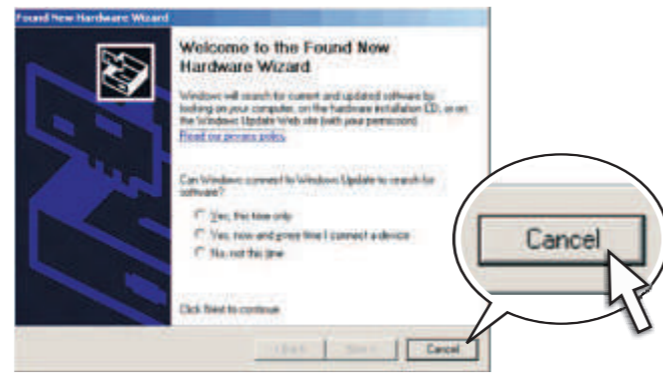 Found New Hardware Wizard
Welcome to the Found New
Hardware Wizard
Windows will search for current and updated software by
looking on your computer, on the hardware installation CD, or on
the Windows Update Web site (with your permission).
Read our privacy policy
Can Windows connect to Windows Update to search for
software?
Yes, this time only
Yes, now and every time I connect a device
No, not this time
Click Next to continue.
< Back
Next >
Cancel
Cancel